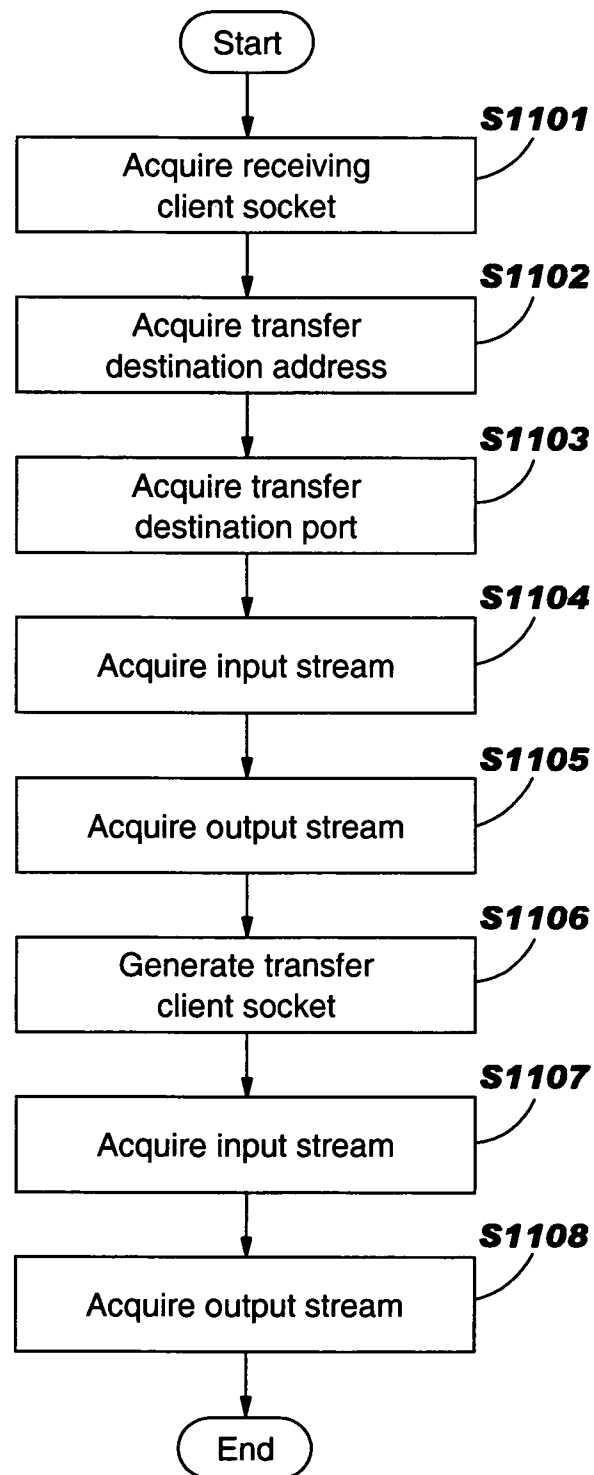 Start
S1101
Acquire receiving
client socket
S1102
Acquire transfer
destination address
S1103
Acquire transfer
destination port
S1104
Acquire input stream
S1105
Acquire output stream
S1106
Generate transfer
client socket
S1107
Acquire input stream
S1108
Acquire output stream
End